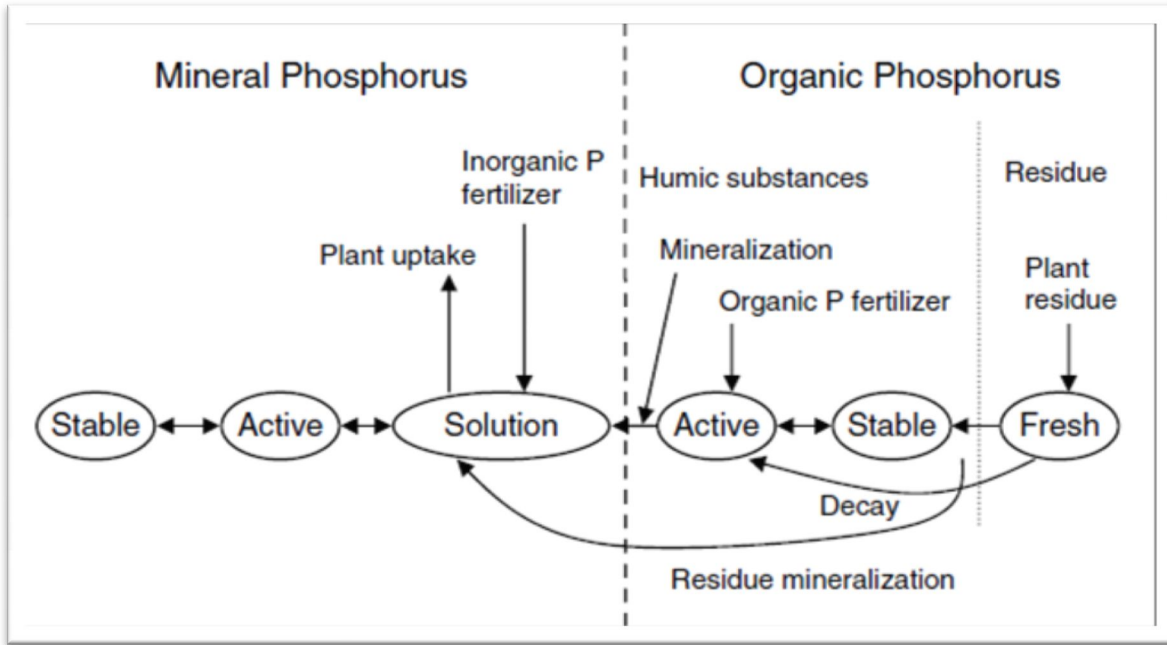 Mineral Phosphorus
Organic Phosphorus
Inorganic P
fertilizer
Plant uptake
Humic substances
Residue
Mineralization
Organic P fertilizer
Plant
residue
Stable
Active
Solution
Active
Stable
Fresh
Decay
Residue mineralization